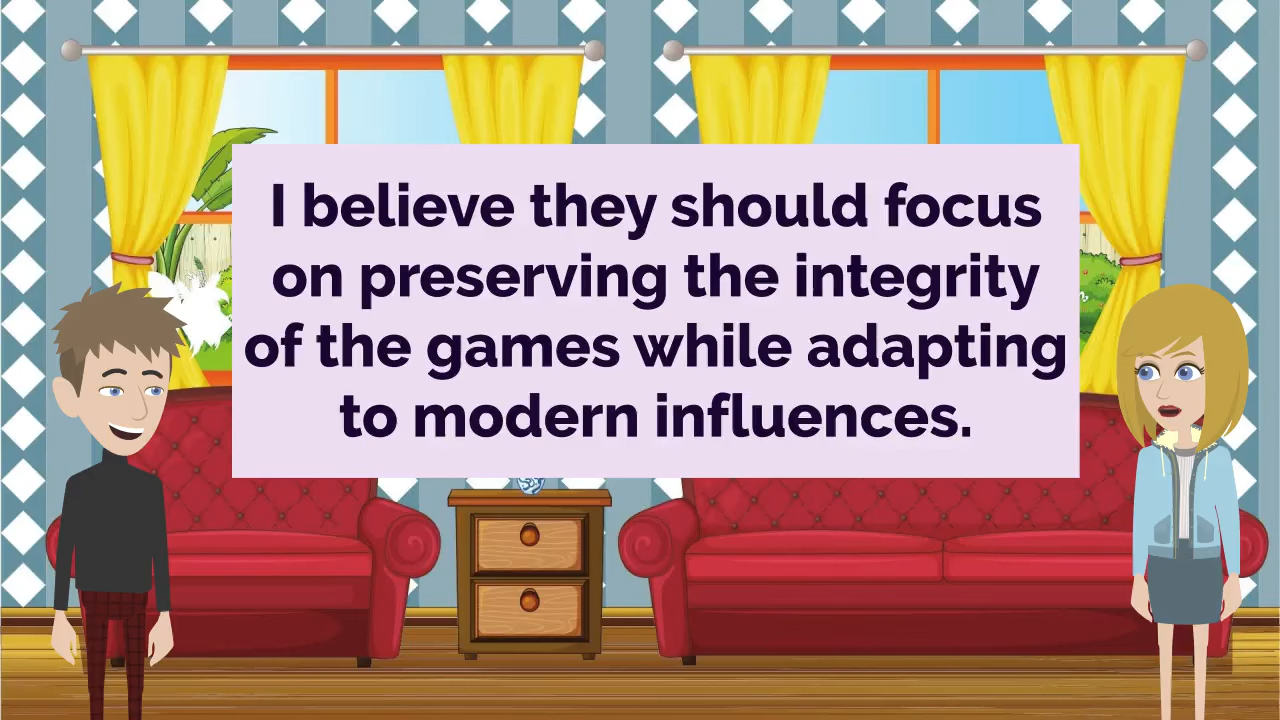 I believe they should focus
on preserving the integrity
of the games while adapting
to modern influences.